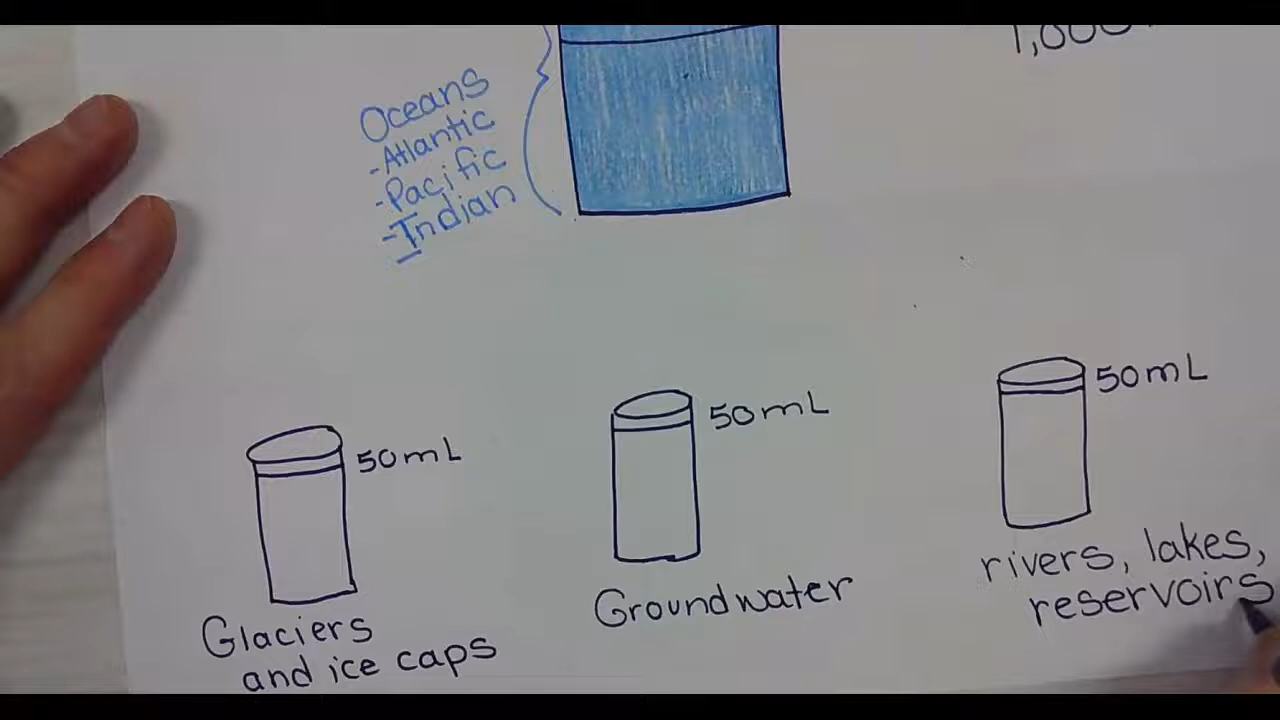 Oceans
-Atlantic
-Pacific
-Indian
50mL
50mL
50mL
Glaciers
and ice caps
Groundwater
rivers, lakes,
reservoirs